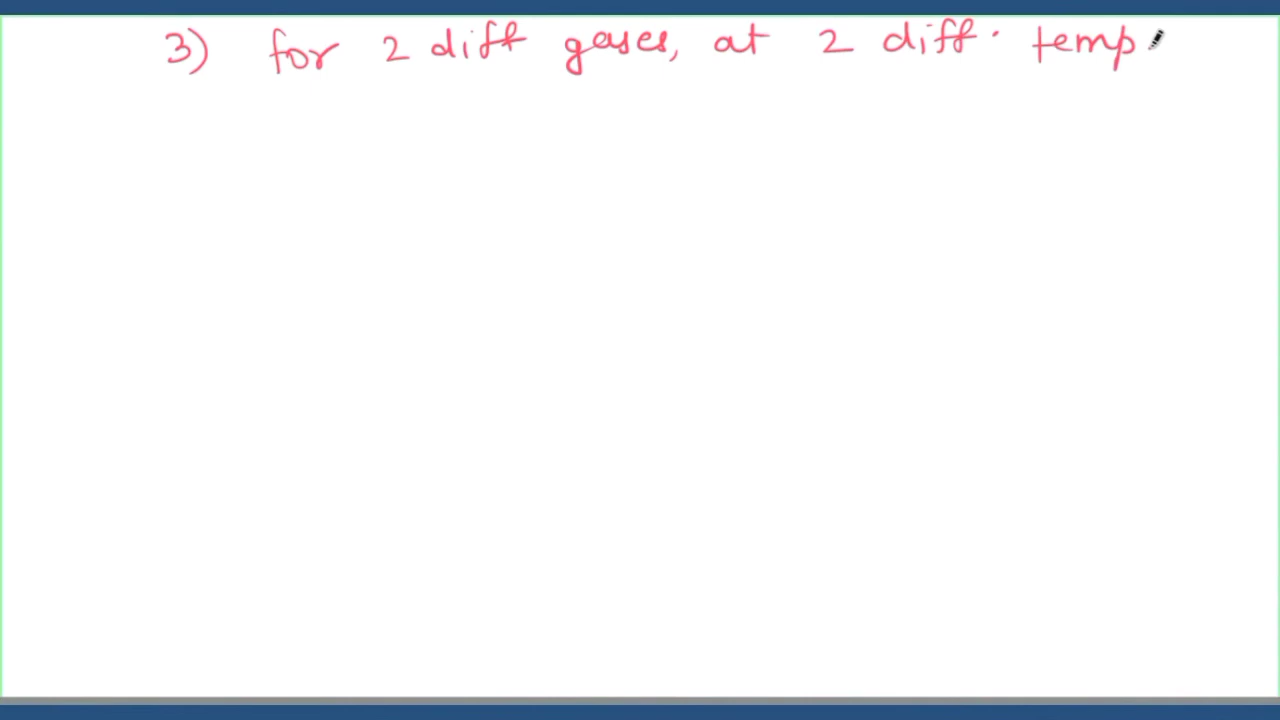 3) for 2 diff gases, at 2 diff. temp